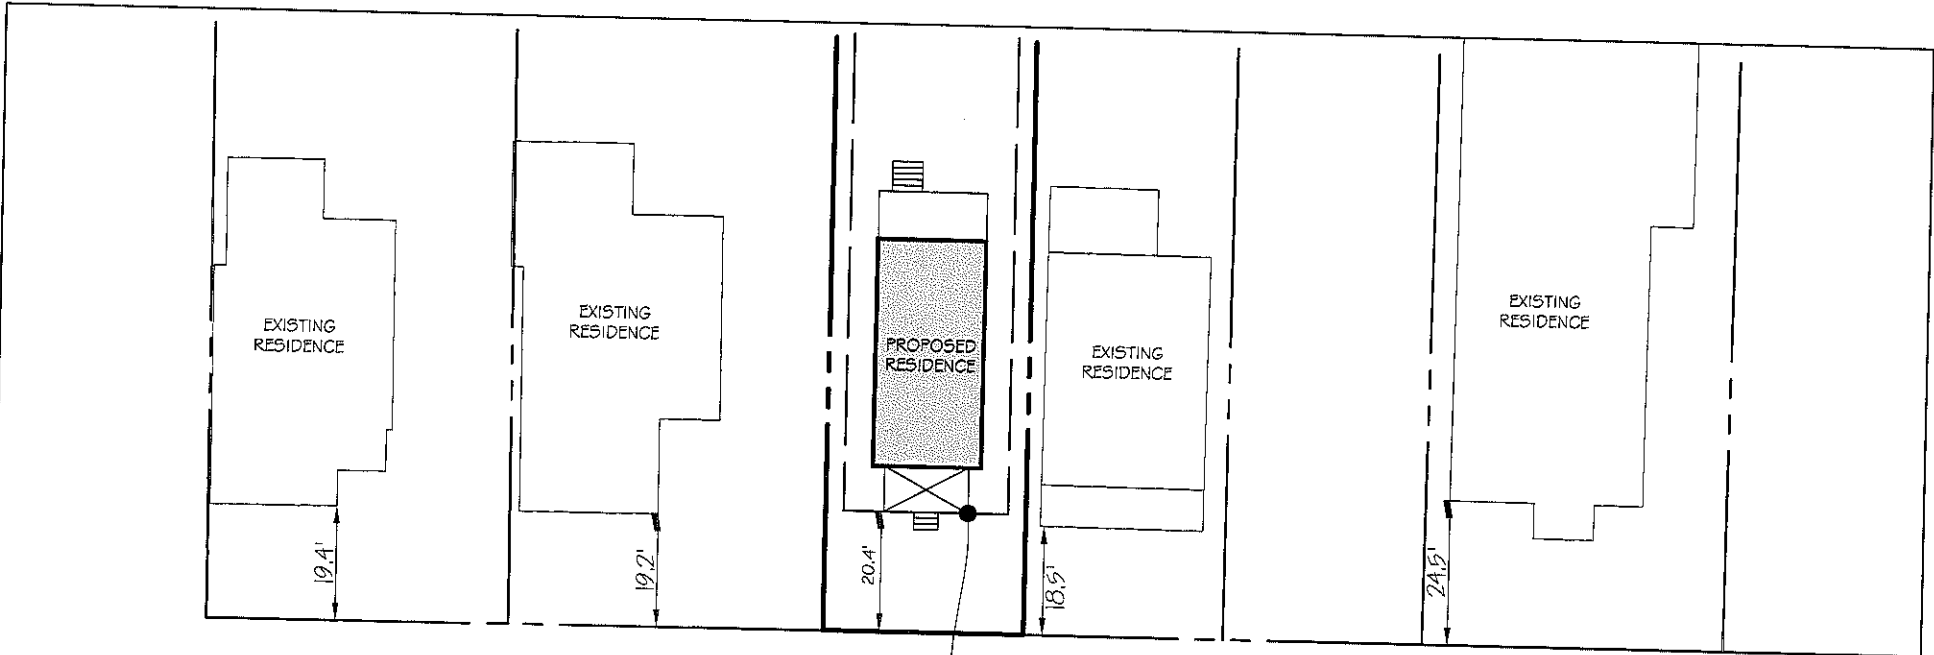 EXISTING
RESIDENCE
EXISTING
RESIDENCE
PROPOSED
RESIDENCE
EXISTING
RESIDENCE
EXISTING
RESIDENCE
19.4'
19.2'
20.4'
18.5'
24.5'